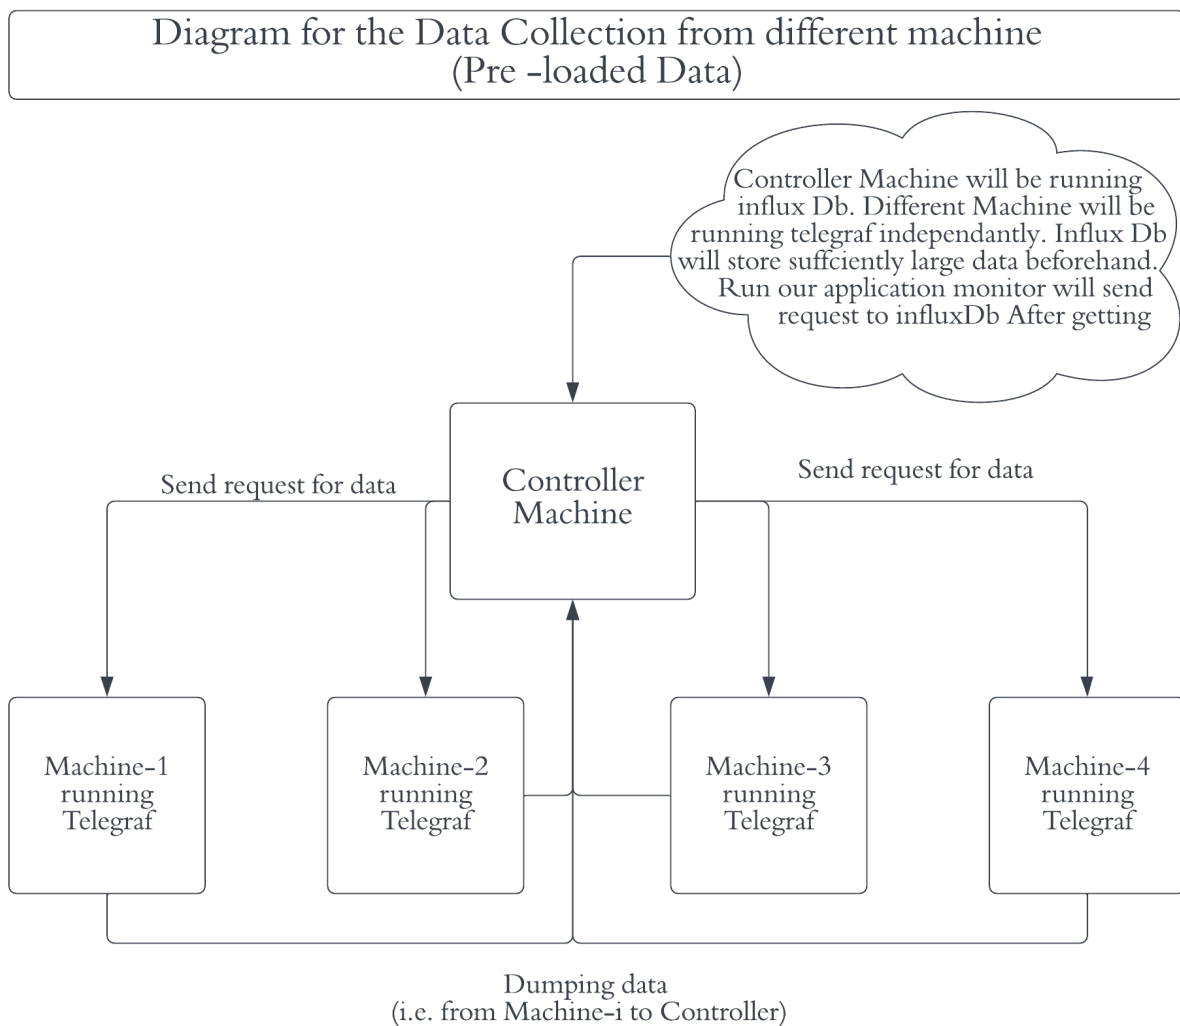 Diagram for the Data Collection from different machine
(Pre -loaded Data)
Controller Machine will be running
influx Db. Different Machine will be
running telegraf independantly. Influx Db
will store suffciently large data beforehand.
Run our application monitor will send
request to influxDb After getting
Send request for data
Controller
Machine
Send request for data
Machine-1
running
Telegraf
Machine-2
running
Telegraf
Machine-3
running
Telegraf
Machine-4
running
Telegraf
Dumping data
(i.e. from Machine-i to Controller)